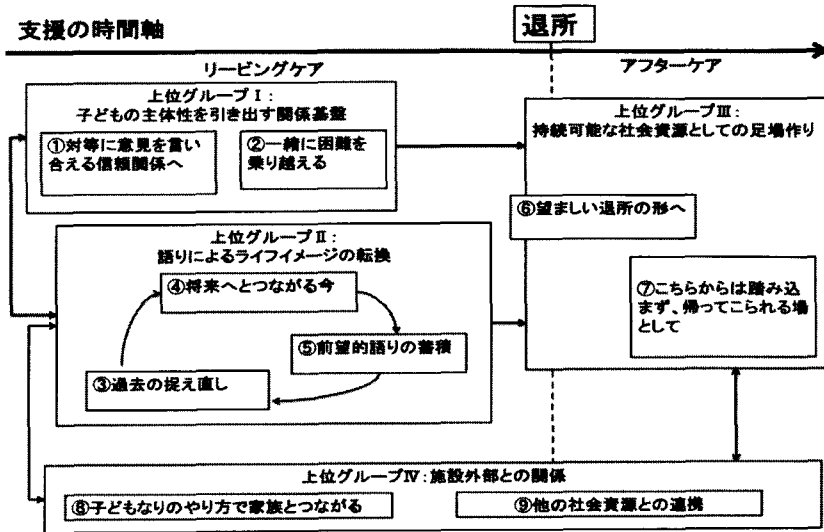 支援の時間軸
退所
リービングケア
アフターケア
上位グループⅠ：
子どもの主体性を引き出す関係基盤
①対等に意見を言い
合える信頼関係へ
②一緒に困難を
乗り越える
上位グループⅢ：
持続可能な社会資源としての足場作り
⑥望ましい退所の形へ
上位グループⅡ：
語りによるライフイメージの転換
④将来へとつながる今
⑤前望的語りの蓄積
③過去の捉え直し
⑦こちらからは踏み込
まず、帰ってこられる場
として
上位グループⅣ：施設外部との関係
⑧子どもなりのやり方で家族とつながる
⑨他の社会資源との連携